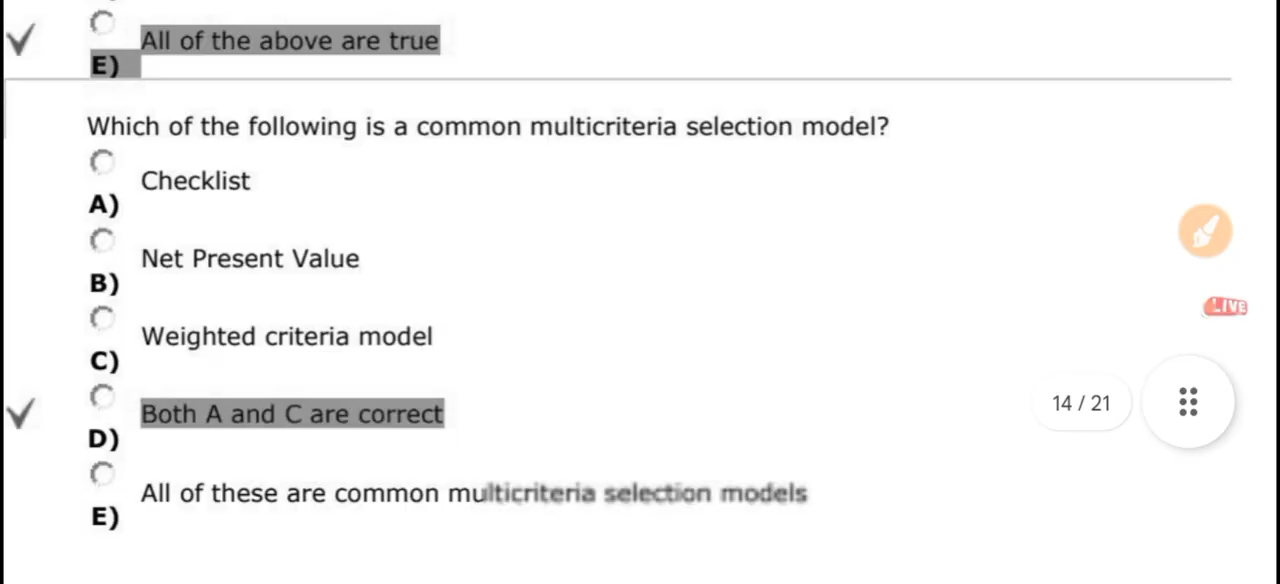 All of the above are true
E)
Which of the following is a common multicriteria selection model?
Checklist
A)
Net Present Value
B)
LIVE
Weighted criteria model
C)
Both A and C are correct
14 / 21
D)
All of these are common multicriteria selection models
E)